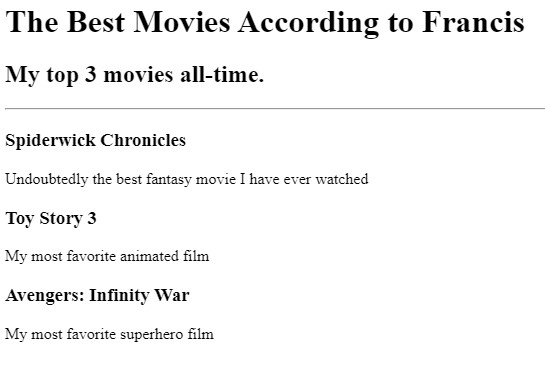 The Best Movies According to Francis
My top 3 movies all-time.
Spiderwick Chronicles
Undoubtedly the best fantasy movie I have ever watched
Toy Story 3
My most favorite animated film
Avengers: Infinity War
My most favorite superhero film